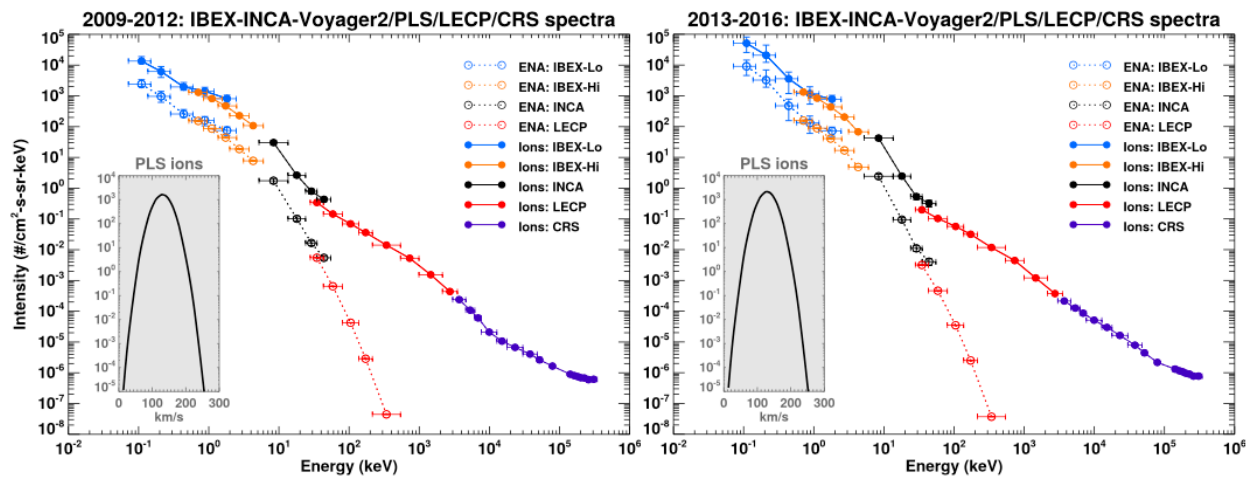 2009-2012: IBEX-INCA-Voyager2/PLS/LECP/CRS spectra
10^5
10^4
10^3
10^2
10^1
10^0
10^-1
10^-2
10^-3
10^-4
10^-5
10^-6
10^-7
10^-8
Intensity (#/cm^2-s-sr-keV)
ENA: IBEX-Lo
ENA: IBEX-Hi
ENA: INCA
ENA: LECP
Ions: IBEX-Lo
Ions: IBEX-Hi
Ions: INCA
Ions: LECP
Ions: CRS
PLS ions
10^4
10^3
10^2
10^1
10^0
10^-1
10^-2
10^-3
10^-4
10^-5
0 100 200 300
km/s
10^-2 10^-1 10^0 10^1 10^2 10^3 10^4 10^5 10^6
Energy (keV)
2013-2016: IBEX-INCA-Voyager2/PLS/LECP/CRS spectra
10^5
10^4
10^3
10^2
10^1
10^0
10^-1
10^-2
10^-3
10^-4
10^-5
10^-6
10^-7
10^-8
ENA: IBEX-Lo
ENA: IBEX-Hi
ENA: INCA
ENA: LECP
Ions: IBEX-Lo
Ions: IBEX-Hi
Ions: INCA
Ions: LECP
Ions: CRS
PLS ions
10^4
10^3
10^2
10^1
10^0
10^-1
10^-2
10^-3
10^-4
10^-5
0 100 200 300
km/s
10^-2 10^-1 10^0 10^1 10^2 10^3 10^4 10^5 10^6
Energy (keV)